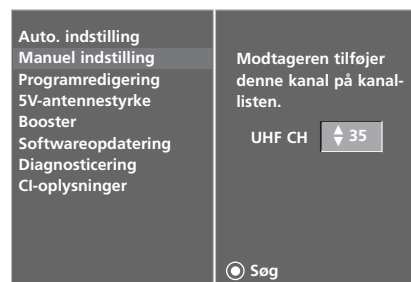 Auto. indstilling
Manuel indstilling
Programredigering
5V-antennestyrke
Booster
Softwareopdatering
Diagnosticering
CI-oplysninger
Modtageren tilføjer
denne kanal på kanal-
listen.
UHF CH 35
Søg